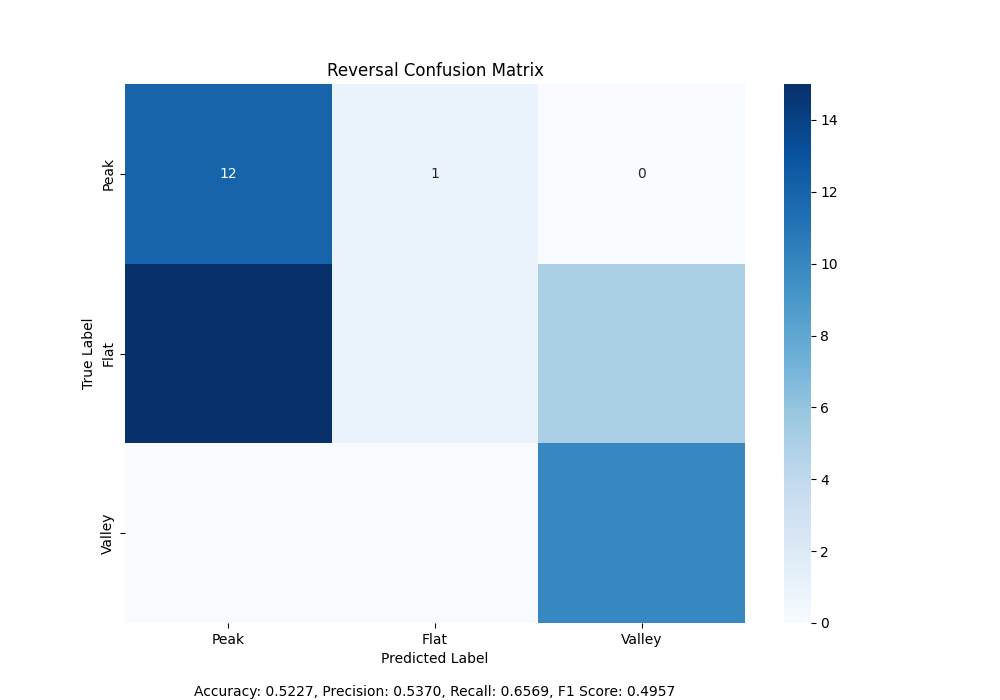 Reversal Confusion Matrix
Peak 12 1 0
Flat
Valley
True Label
Peak Flat Valley
Predicted Label
14
12
10
8
6
4
2
0
Accuracy: 0.5227, Precision: 0.5370, Recall: 0.6569, F1 Score: 0.4957